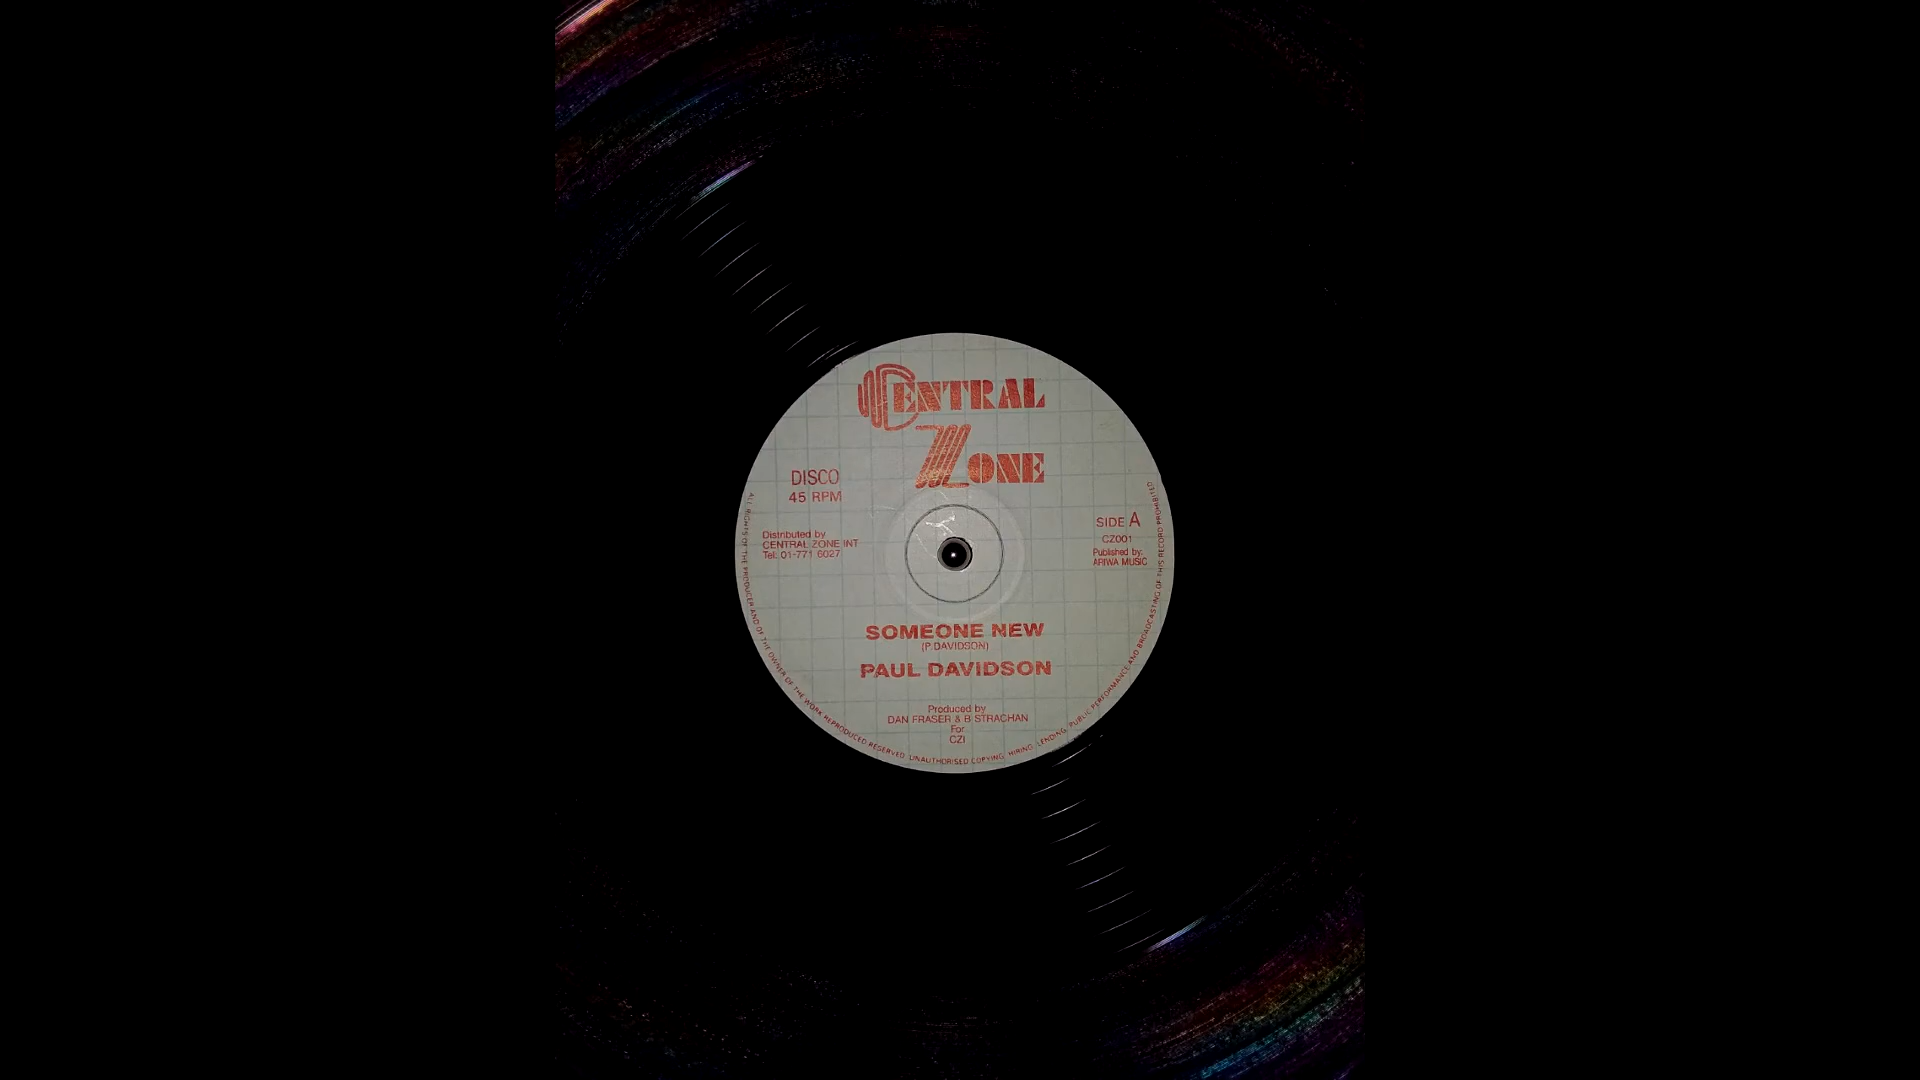 CENTRAL
ZONE
DISCO
45 RPM
Distributed by
CENTRAL ZONE INT
Tel: 01-771 6027
SIDE A
CZ001
Published by:
ARIWA MUSIC
SOMEONE NEW
(P.DAVIDSON)
PAUL DAVIDSON
Produced by
DAN FRASER & B STRACHAN
For
CZI
ALL RIGHTS OF THE PRODUCER AND OF THE OWNER OF THE WORK REPRODUCED RESERVED. UNAUTHORISED COPYING, HIRING, LENDING, PUBLIC PERFORMANCE AND BROADCASTING OF THIS RECORD PROHIBITED